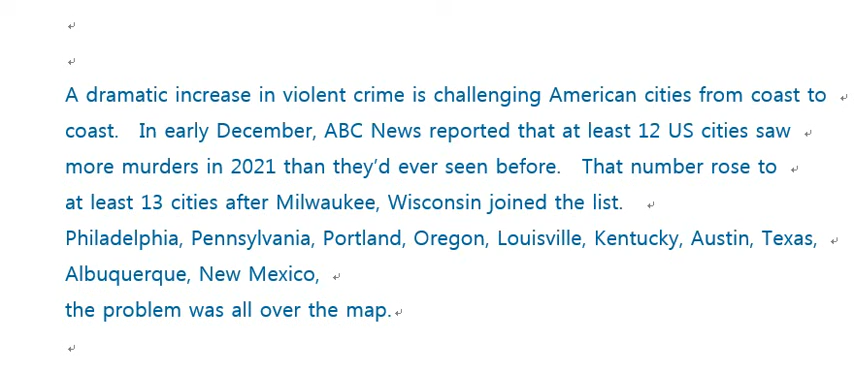 A dramatic increase in violent crime is challenging American cities from coast to
coast.   In early December, ABC News reported that at least 12 US cities saw
more murders in 2021 than they’d ever seen before.   That number rose to
at least 13 cities after Milwaukee, Wisconsin joined the list.
Philadelphia, Pennsylvania, Portland, Oregon, Louisville, Kentucky, Austin, Texas,
Albuquerque, New Mexico,
the problem was all over the map.